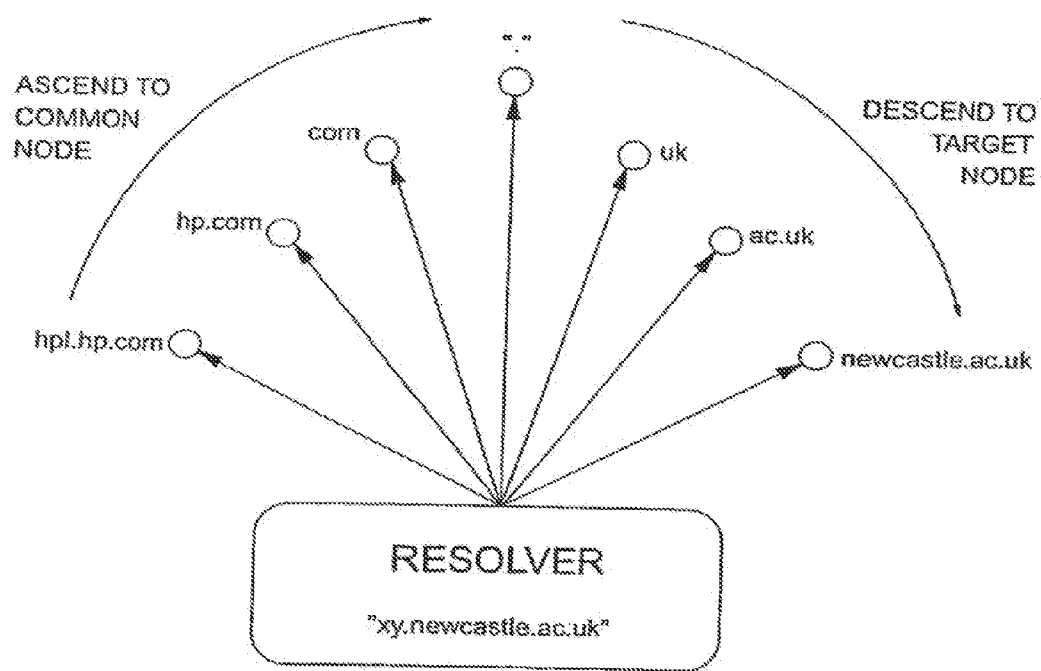 "."
ASCEND TO
COMMON
NODE
DESCEND TO
TARGET
NODE
com
uk
hp.com
ac.uk
hpl.hp.com
newcastle.ac.uk
RESOLVER
"xy.newcastle.ac.uk"